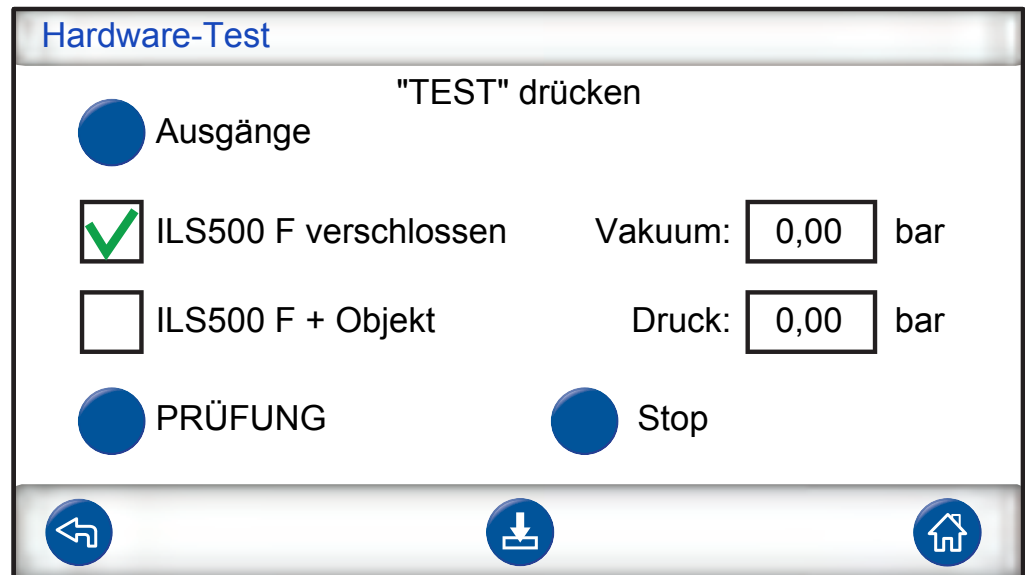 Hardware-Test
"TEST" drücken
Ausgänge
ILS500 F verschlossen Vakuum: 0,00 bar
ILS500 F + Objekt Druck: 0,00 bar
PRÜFUNG Stop